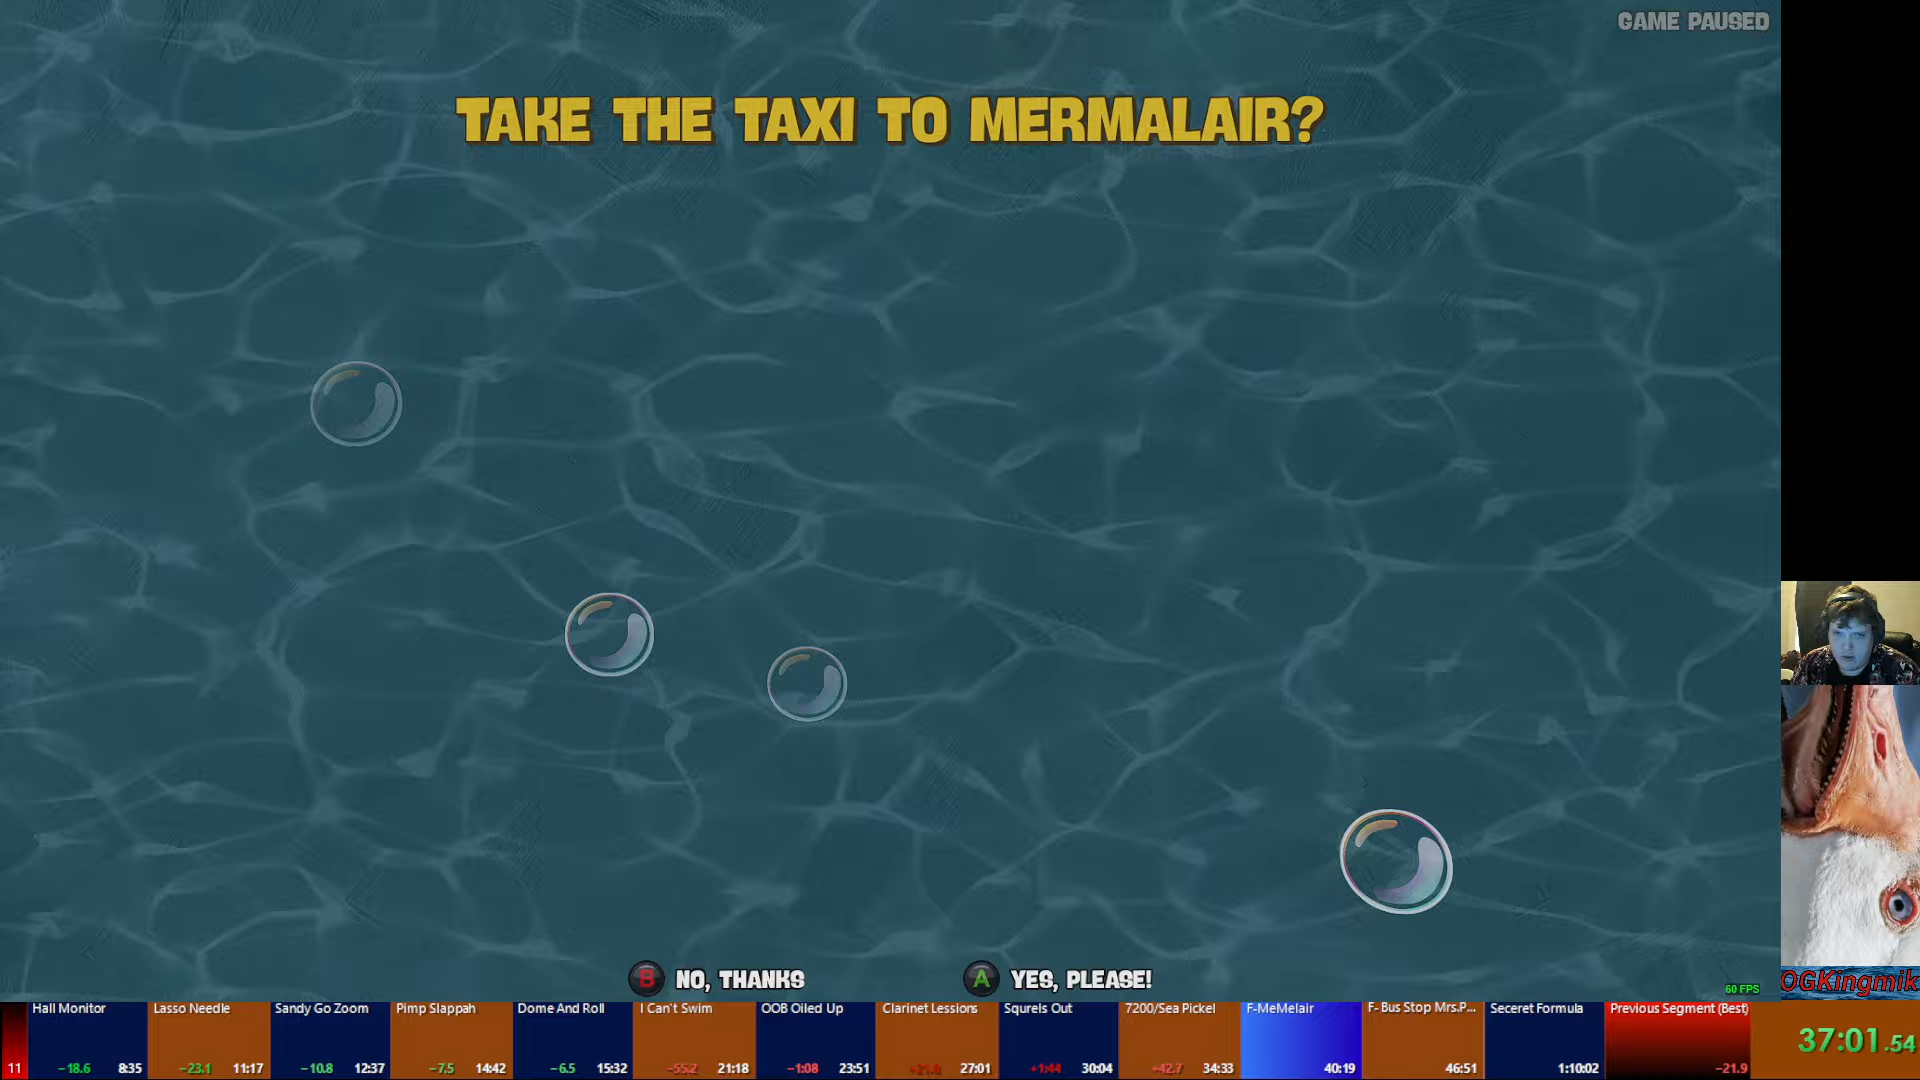 GAME PAUSED
TAKE THE TAXI TO MERMALAIR?
B NO, THANKS A YES, PLEASE!
60 FPS
OGKingmik
Hall Monitor Lasso Needle Sandy Go Zoom Pimp Slappah Dome And Roll I Can't Swim OOB Oiled Up Clarinet Lessions Squrels Out 7200/Sea Pickel F-MeMelair F- Bus Stop Mrs.P... Seceret Formula Previous Segment (Best)
37:01.54
11 −18.6 8:35 −23.1 11:17 −10.8 12:37 −7.5 14:42 −6.5 15:32 −55.2 21:18 −1:08 23:51 27:01 +1:44 30:04 +42.7 34:33 40:19 46:51 1:10:02 −21.9